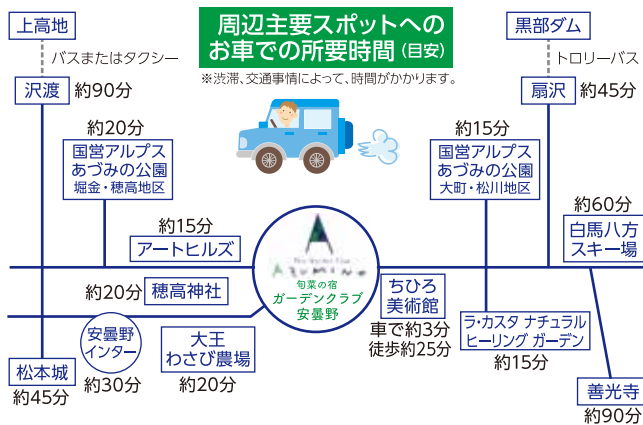 周辺主要スポットへの
お車での所要時間（目安）
※渋滞、交通事情によって、時間がかかります。
上高地
バスまたはタクシー
沢渡 約90分
約20分
国営アルプス
あづみの公園
堀金・穂高地区
約15分
アートヒルズ
約20分 穂高神社
安曇野
インター
約30分
大王
わさび農場
約20分
松本城
約45分
旬菜の宿
ガーデンクラブ
安曇野
黒部ダム
トロリーバス
扇沢 約45分
約15分
国営アルプス
あづみの公園
大町・松川地区
約60分
白馬八方
スキー場
ちひろ
美術館
車で約3分
徒歩約25分
ラ・カスタ ナチュラル
ヒーリング ガーデン
約15分
善光寺
約90分